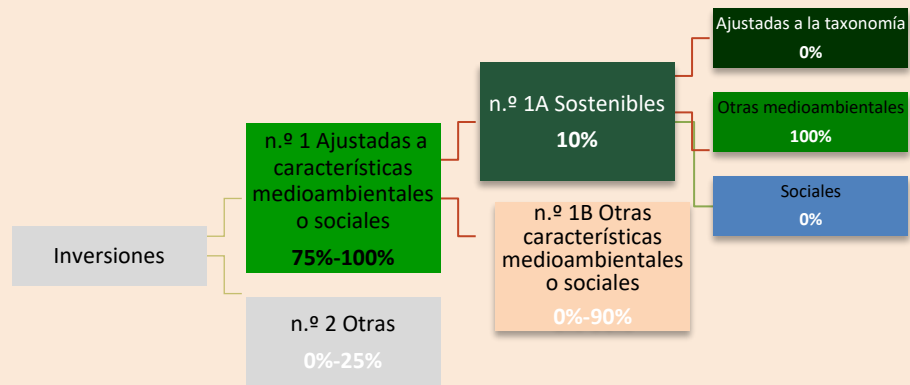 Inversiones
n.º 1 Ajustadas a
características
medioambientales
o sociales
75%-100%
n.º 2 Otras
0%-25%
n.º 1A Sostenibles
10%
n.º 1B Otras
características
medioambientales
o sociales
0%-90%
Ajustadas a la taxonomía
0%
Otras medioambientales
100%
Sociales
0%